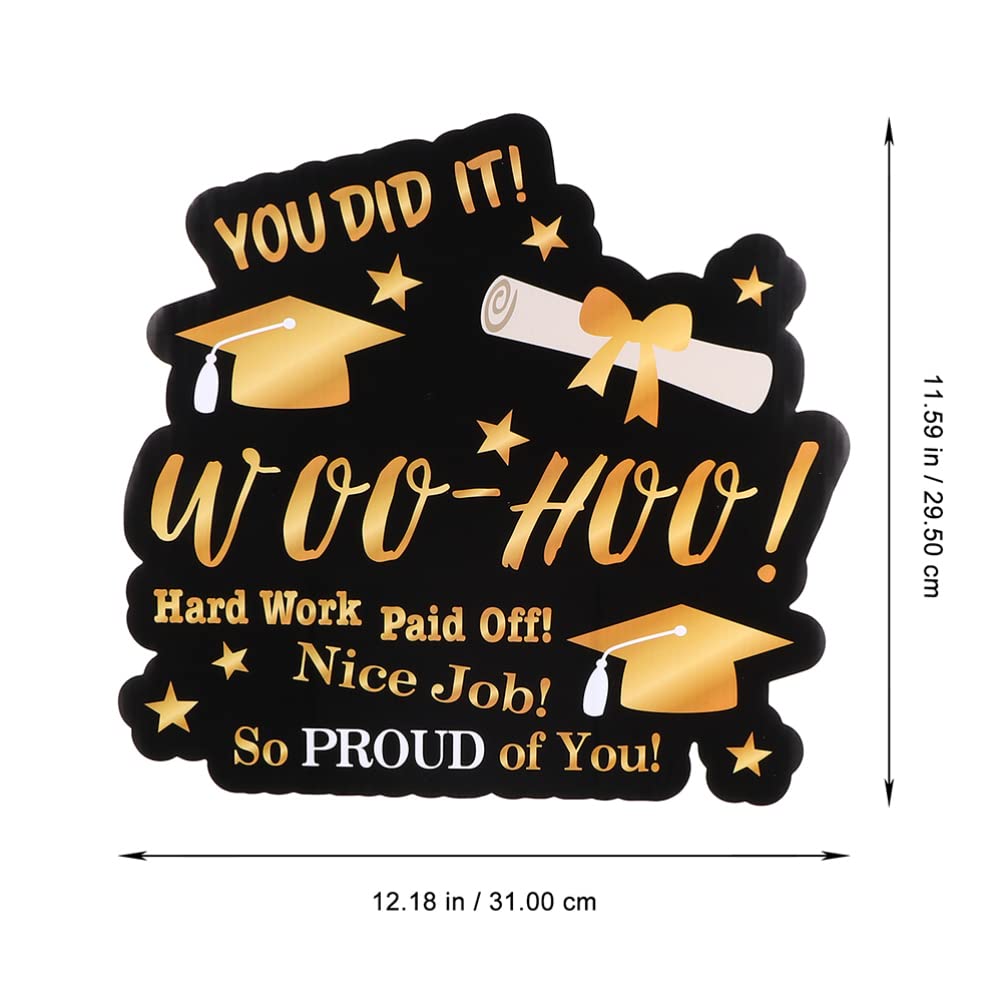 YOU DID IT!
WOO-HOO!
Hard Work Paid Off!
Nice Job!
So PROUD of You!
11.59 in / 29.50 cm
12.18 in / 31.00 cm